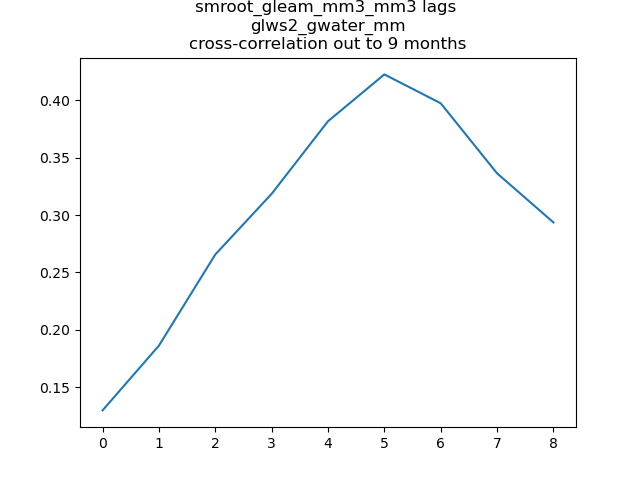 smroot_gleam_mm3_mm3 lags
glws2_gwater_mm
cross-correlation out to 9 months
0.40
0.35
0.30
0.25
0.20
0.15
0 1 2 3 4 5 6 7 8